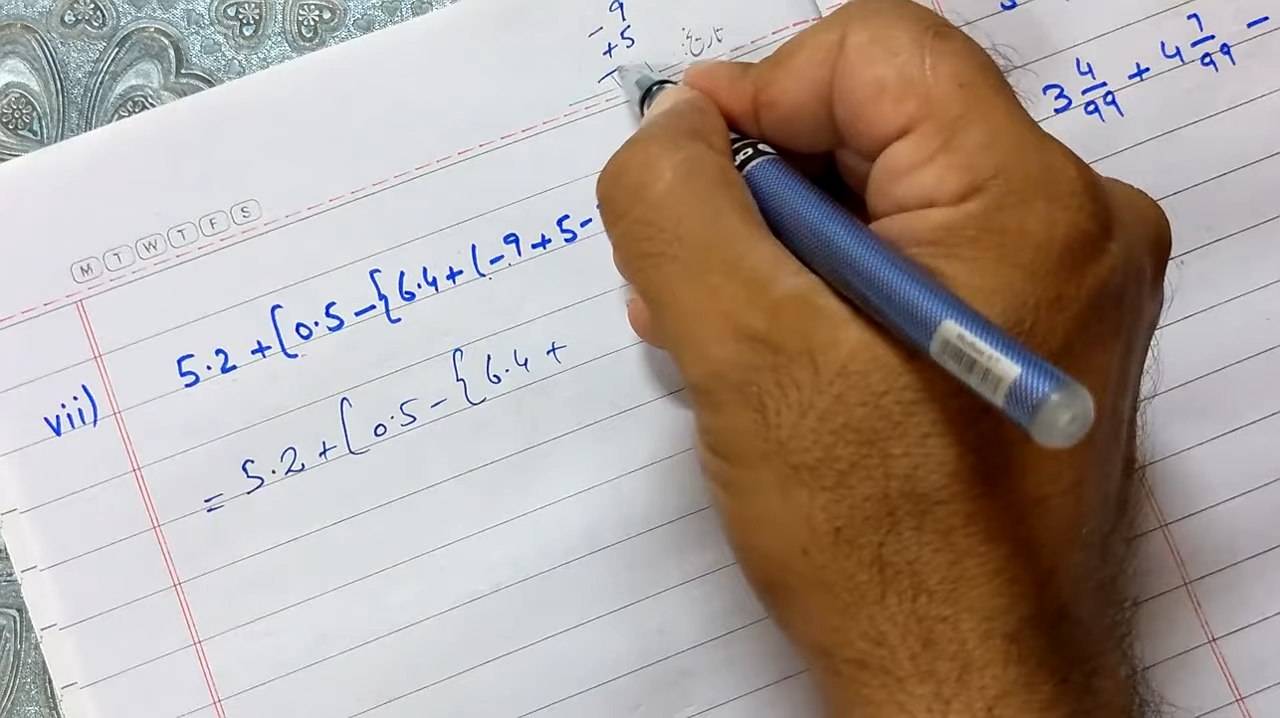 -9
+5
تاریخ:
3 4/99 + 4 7/99 -
M T W T F S
vii) 5.2 + [0.5 - {6.4 + (-9 + 5 -
= 5.2 + [0.5 - {6.4 +